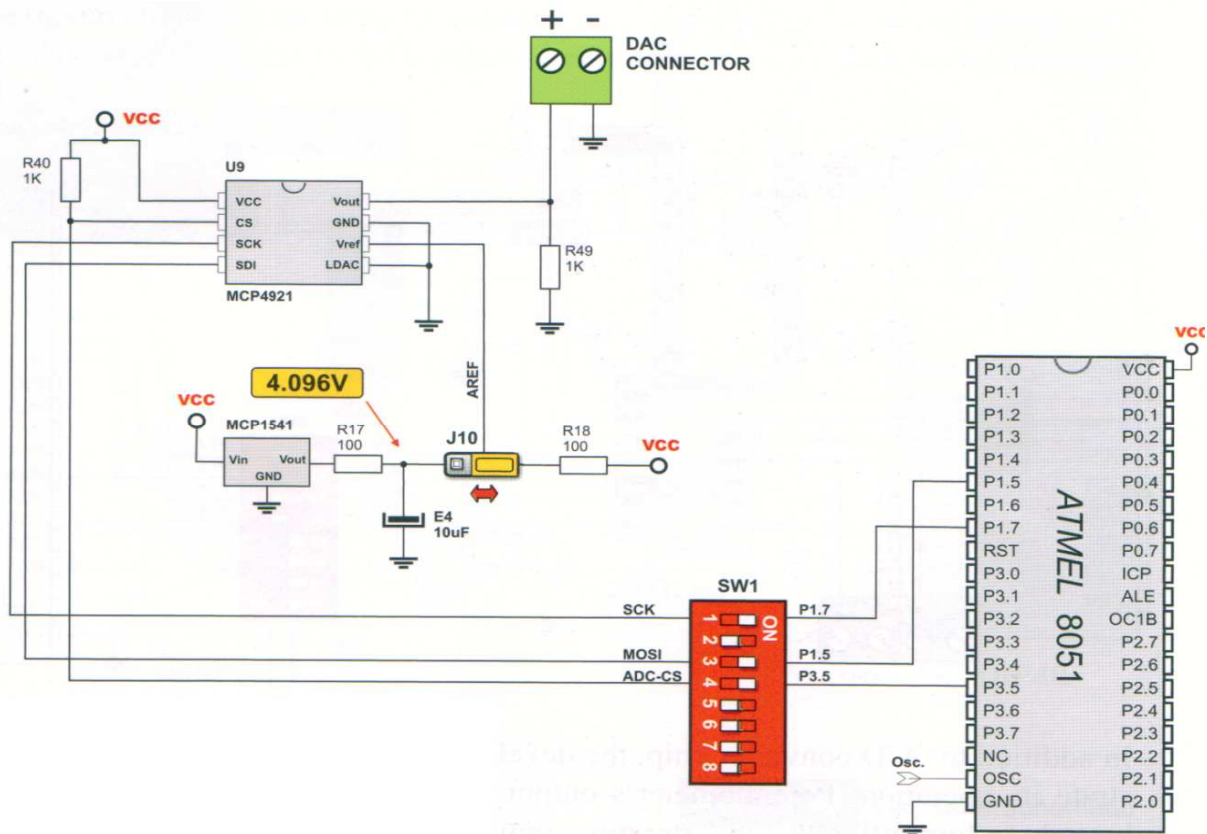 + -
DAC
CONNECTOR
VCC
R40
1K
U9
VCC
CS
SCK
SDI
Vout
GND
Vref
LDAC
MCP4921
R49
1K
4.096V
AREF
VCC
MCP1541
Vin
Vout
GND
R17
100
J10
R18
100
VCC
E4
10uF
SW1
SCK
MOSI
ADC-CS
ON
1
2
3
4
5
6
7
8
P1.7
P1.5
P3.5
VCC
P1.0
P1.1
P1.2
P1.3
P1.4
P1.5
P1.6
P1.7
RST
P3.0
P3.1
P3.2
P3.3
P3.4
P3.5
P3.6
P3.7
NC
OSC
GND
Osc.
ATMEL 8051
VCC
P0.0
P0.1
P0.2
P0.3
P0.4
P0.5
P0.6
P0.7
ICP
ALE
OC1B
P2.7
P2.6
P2.5
P2.4
P2.3
P2.2
P2.1
P2.0